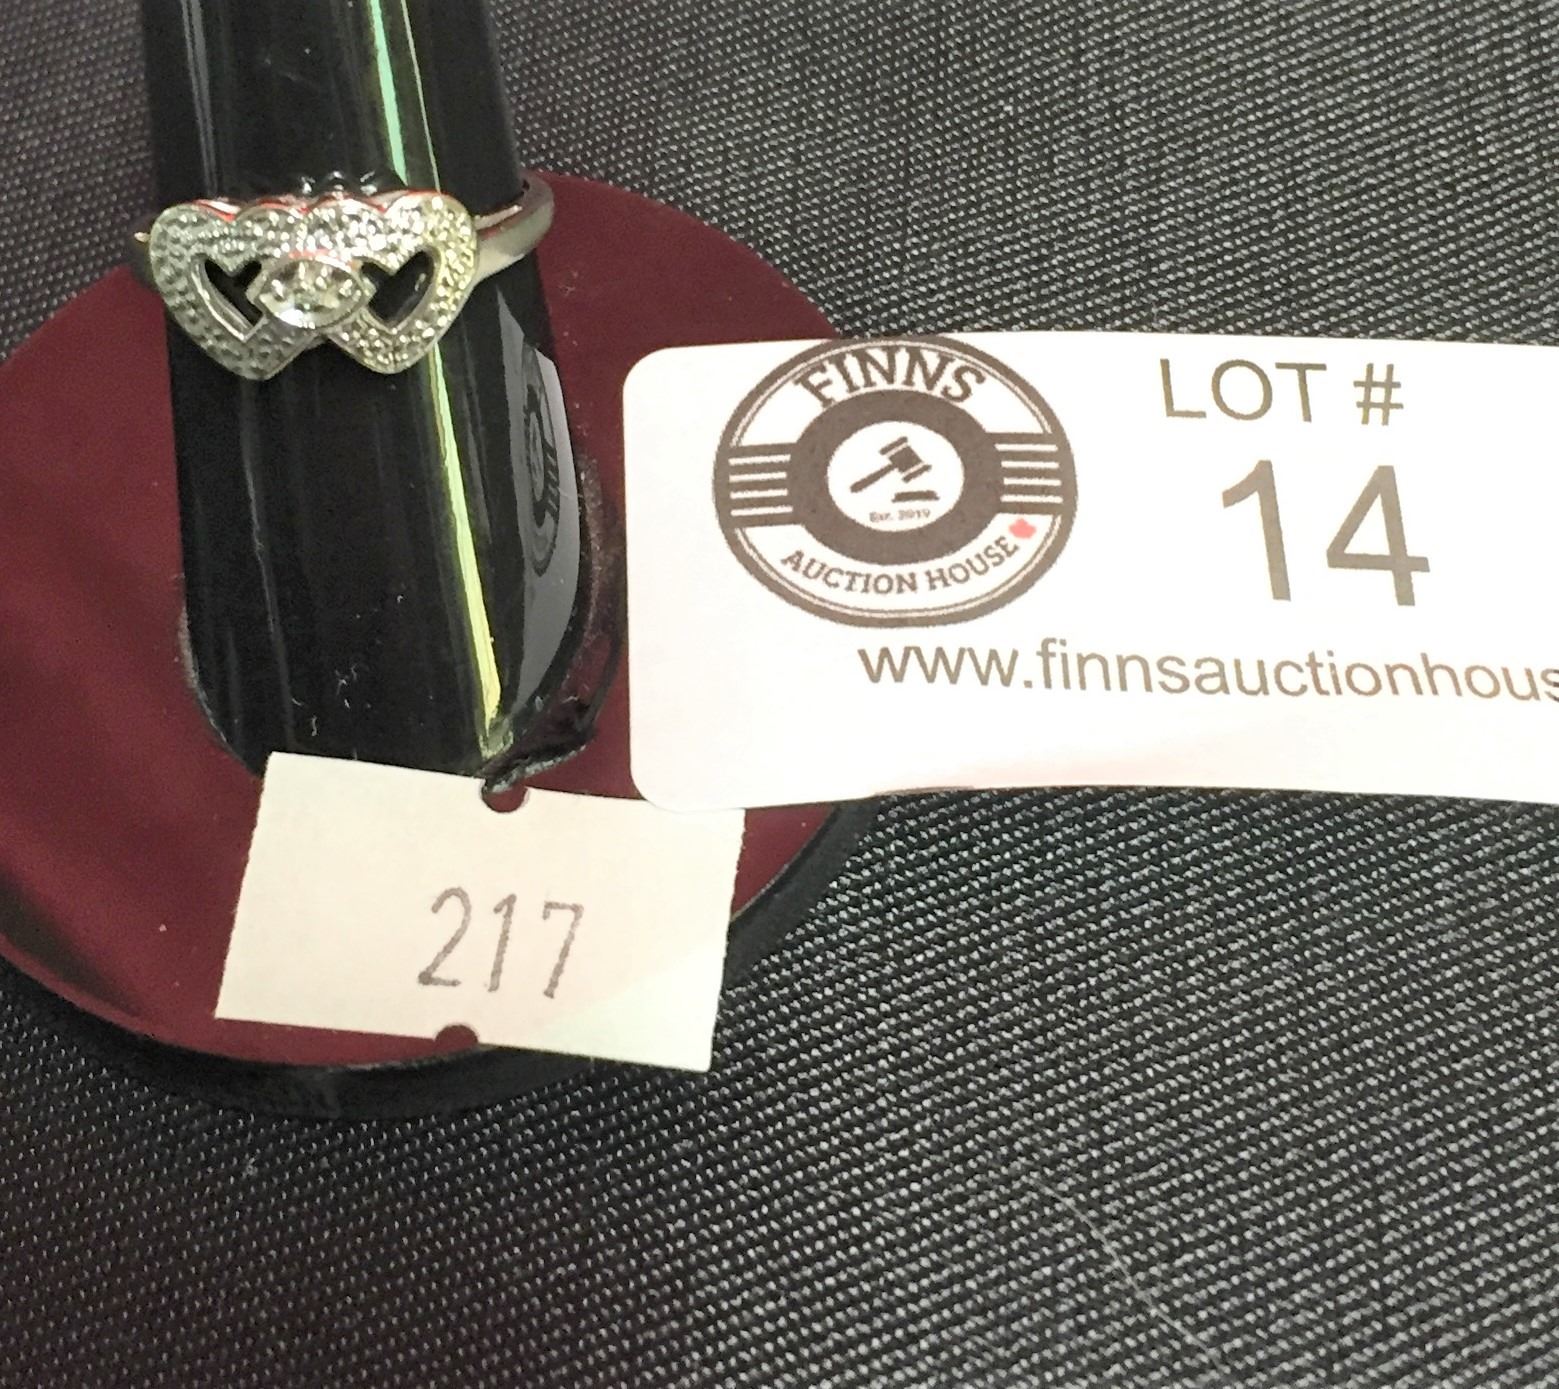 FINNS
Est. 2019
AUCTION HOUSE
LOT #
14
www.finnsauctionhous
217